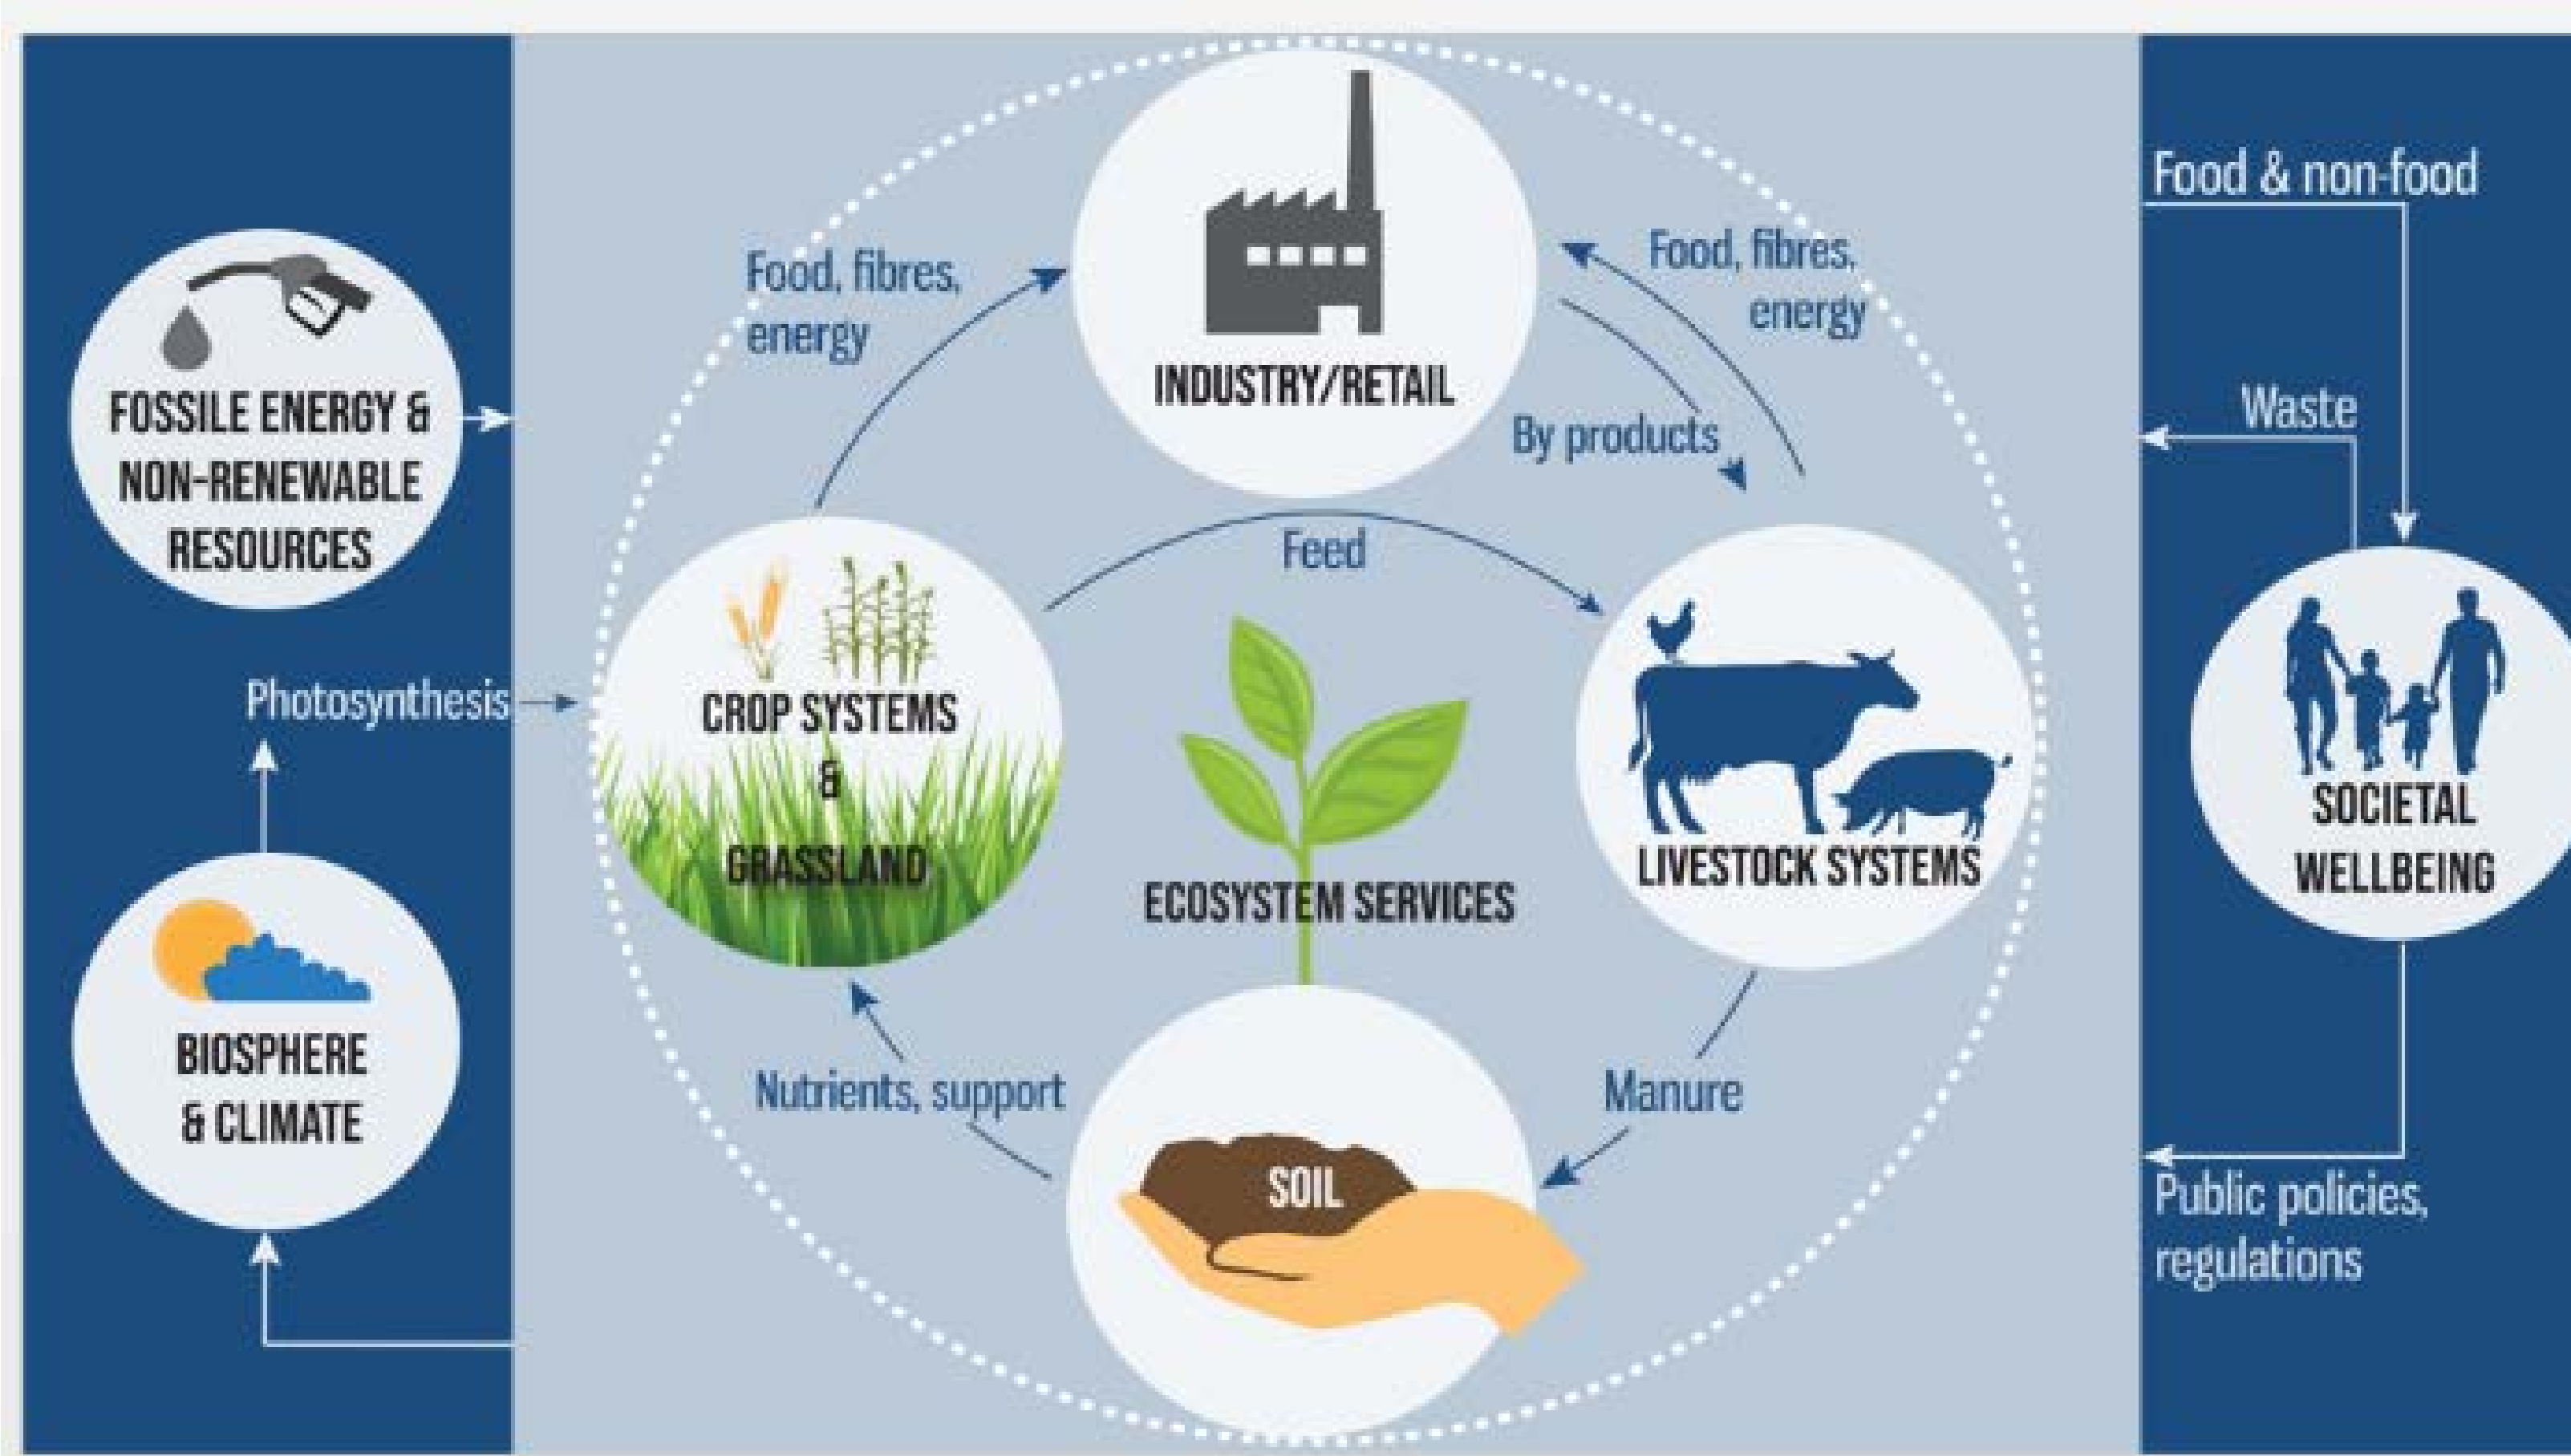 FOSSILE ENERGY &
NON-RENEWABLE
RESOURCES
Photosynthesis
BIOSPHERE
& CLIMATE
Food, fibres,
energy
INDUSTRY/RETAIL
Food, fibres.
energy
By products
Feed
CROP SYSTEMS
&
GRASSLAND
ECOSYSTEM SERVICES
LIVESTOCK SYSTEMS
Nutrients, support
Manure
SOIL
Food & non-food
Waste
SOCIETAL
WELLBEING
Public policies,
regulations